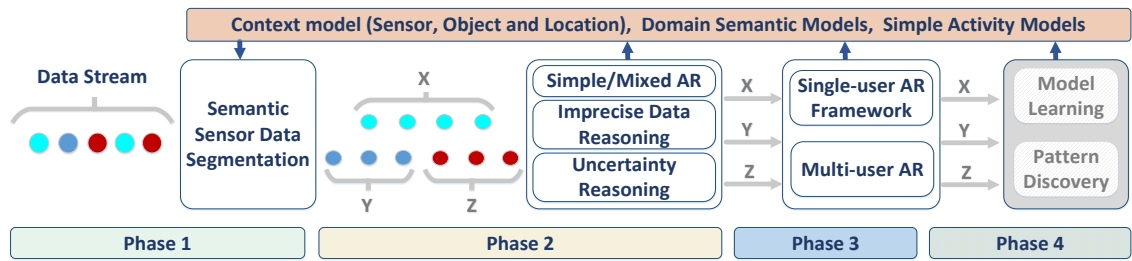 Context model (Sensor, Object and Location), Domain Semantic Models, Simple Activity Models
Data Stream
Semantic
Sensor Data
Segmentation
X
Y
Z
Simple/Mixed AR
Imprecise Data
Reasoning
Uncertainty
Reasoning
X
Y
Z
Single-user AR
Framework
Multi-user AR
X
Y
Z
Model
Learning
Pattern
Discovery
Phase 1
Phase 2
Phase 3
Phase 4